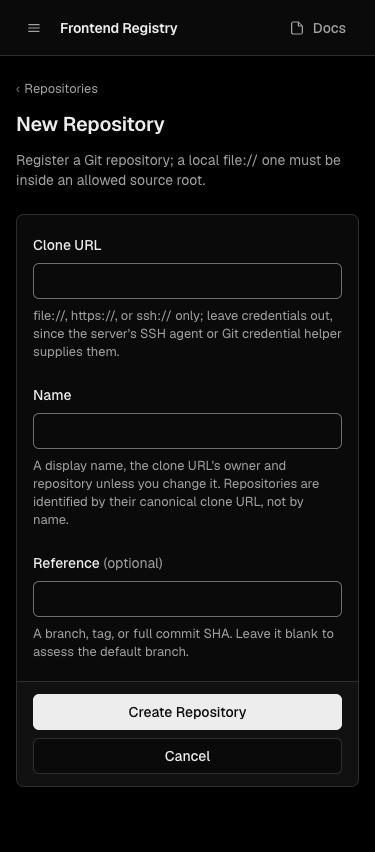 Frontend Registry
Docs
‹ Repositories
New Repository
Register a Git repository; a local file:// one must be
inside an allowed source root.
Clone URL
file://, https://, or ssh:// only; leave credentials out,
since the server's SSH agent or Git credential helper
supplies them.
Name
A display name, the clone URL's owner and
repository unless you change it. Repositories are
identified by their canonical clone URL, not by
name.
Reference (optional)
A branch, tag, or full commit SHA. Leave it blank to
assess the default branch.
Create Repository
Cancel